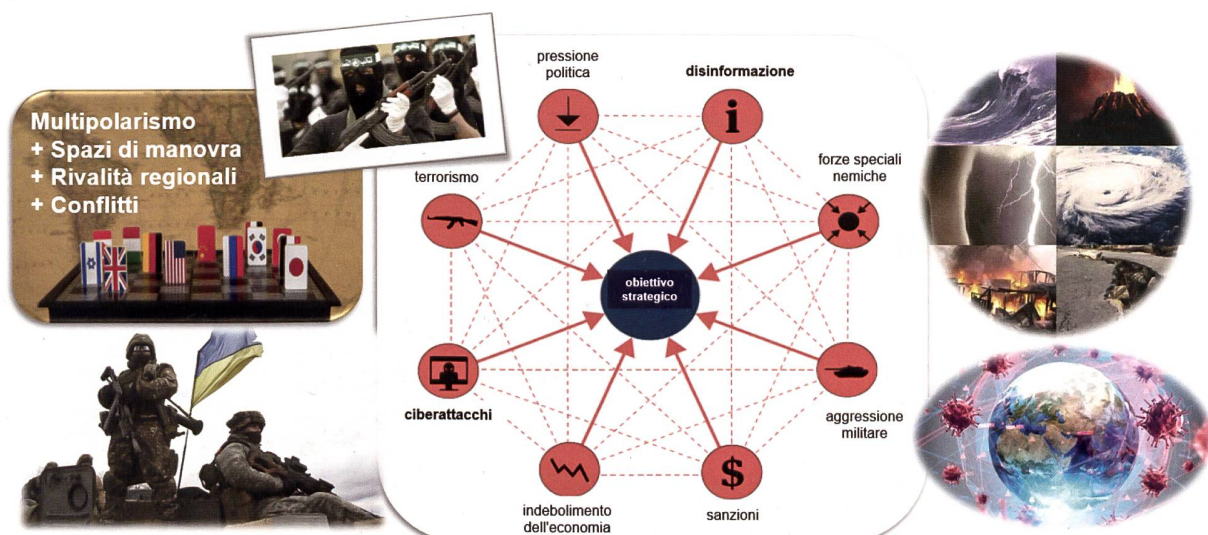 Multipolarismo
+ Spazi di manovra
+ Rivalità regionali
+ Conflitti
pressione
politica
disinformazione
terrorismo
forze speciali
nemiche
obiettivo
strategico
ciberattacchi
aggressione
militare
indebolimento
dell'economia
$
sanzioni